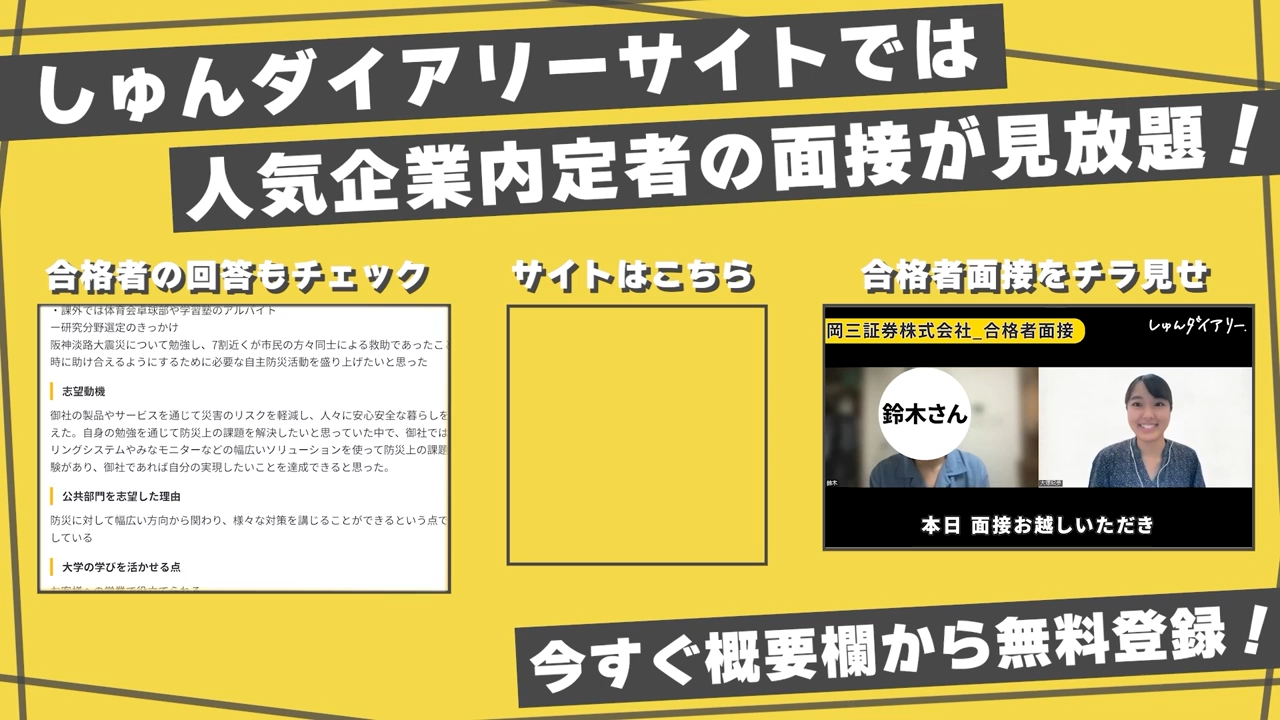 しゅんダイアリーサイトでは
人気企業内定者の面接が見放題！
合格者の回答もチェック
・課外では体育会卓球部や学習塾のアルバイト
ー研究分野選定のきっかけ
阪神淡路大震災について勉強し、7割近くが市民の方々同士による救助であったこ
時に助け合えるようにするために必要な自主防災活動を盛り上げたいと思った
志望動機
御社の製品やサービスを通じて災害のリスクを軽減し、人々に安心安全な暮らしを
えた。自身の勉強を通じて防災上の課題を解決したいと思っていた中で、御社では
リングシステムやみなモニターなどの幅広いソリューションを使って防災上の課題
験があり、御社であれば自分の実現したいことを達成できると思った。
公共部門を志望した理由
防災に対して幅広い方向から関わり、様々な対策を講じることができるという点で
している
大学の学びを活かせる点
サイトはこちら
合格者面接をチラ見せ
岡三証券株式会社_合格者面接
しゅんダイアリー.
鈴木さん
鈴木
本日 面接お越しいただき
今すぐ概要欄から無料登録！